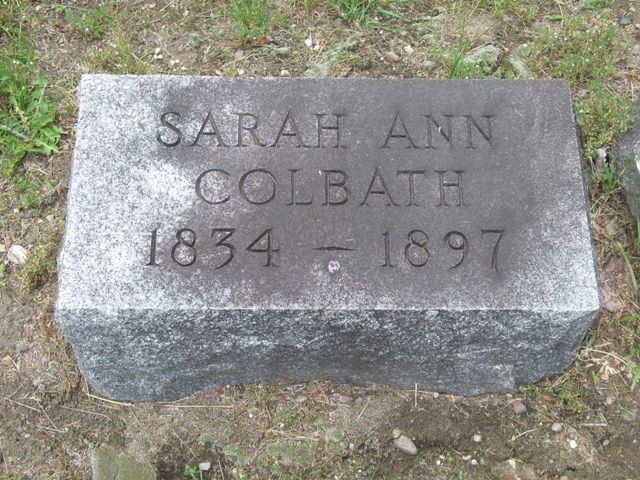 SARAH ANN
COLBATH
1834 – 1897